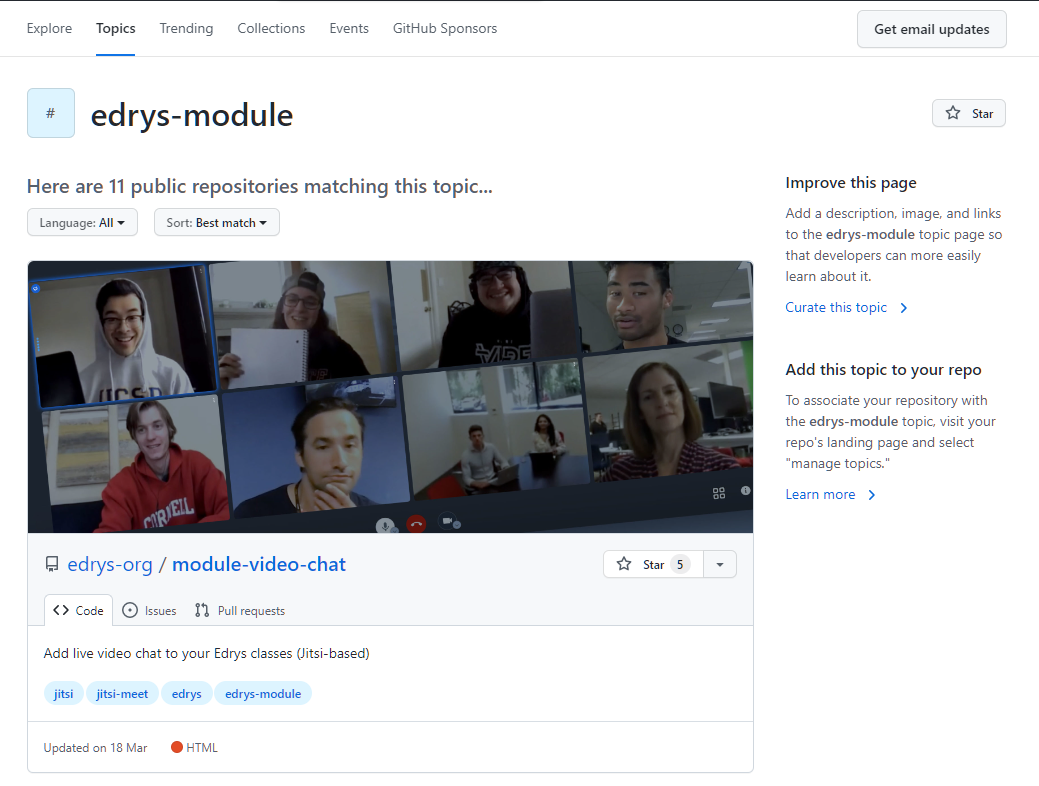 Explore Topics Trending Collections Events GitHub Sponsors Get email updates
# edrys-module Star
Here are 11 public repositories matching this topic...
Language: All Sort: Best match
CORNELL
edrys-org / module-video-chat Star 5
Code Issues Pull requests
Add live video chat to your Edrys classes (Jitsi-based)
jitsi jitsi-meet edrys edrys-module
Updated on 18 Mar HTML
Improve this page
Add a description, image, and links
to the edrys-module topic page so
that developers can more easily
learn about it.
Curate this topic
Add this topic to your repo
To associate your repository with
the edrys-module topic, visit your
repo's landing page and select
"manage topics."
Learn more